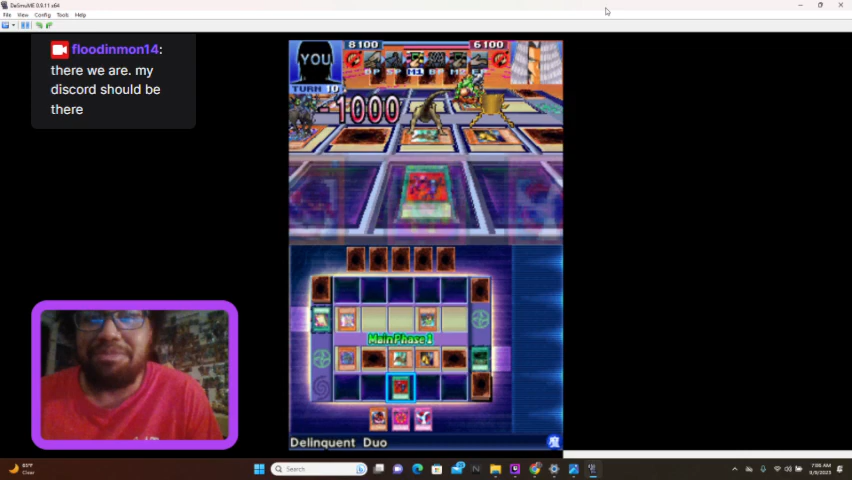 DeSmuME 0.9.11 x64
File View Config Tools Help
floodinmon14:
there we are. my
discord should be
there
YOU
8100
6100
DP SP M1 BP M2 EP
TURN 10
-1000
Main Phase 1
Delinquent Duo
81°F
Clear
Search
7:06 AM
9/9/2023